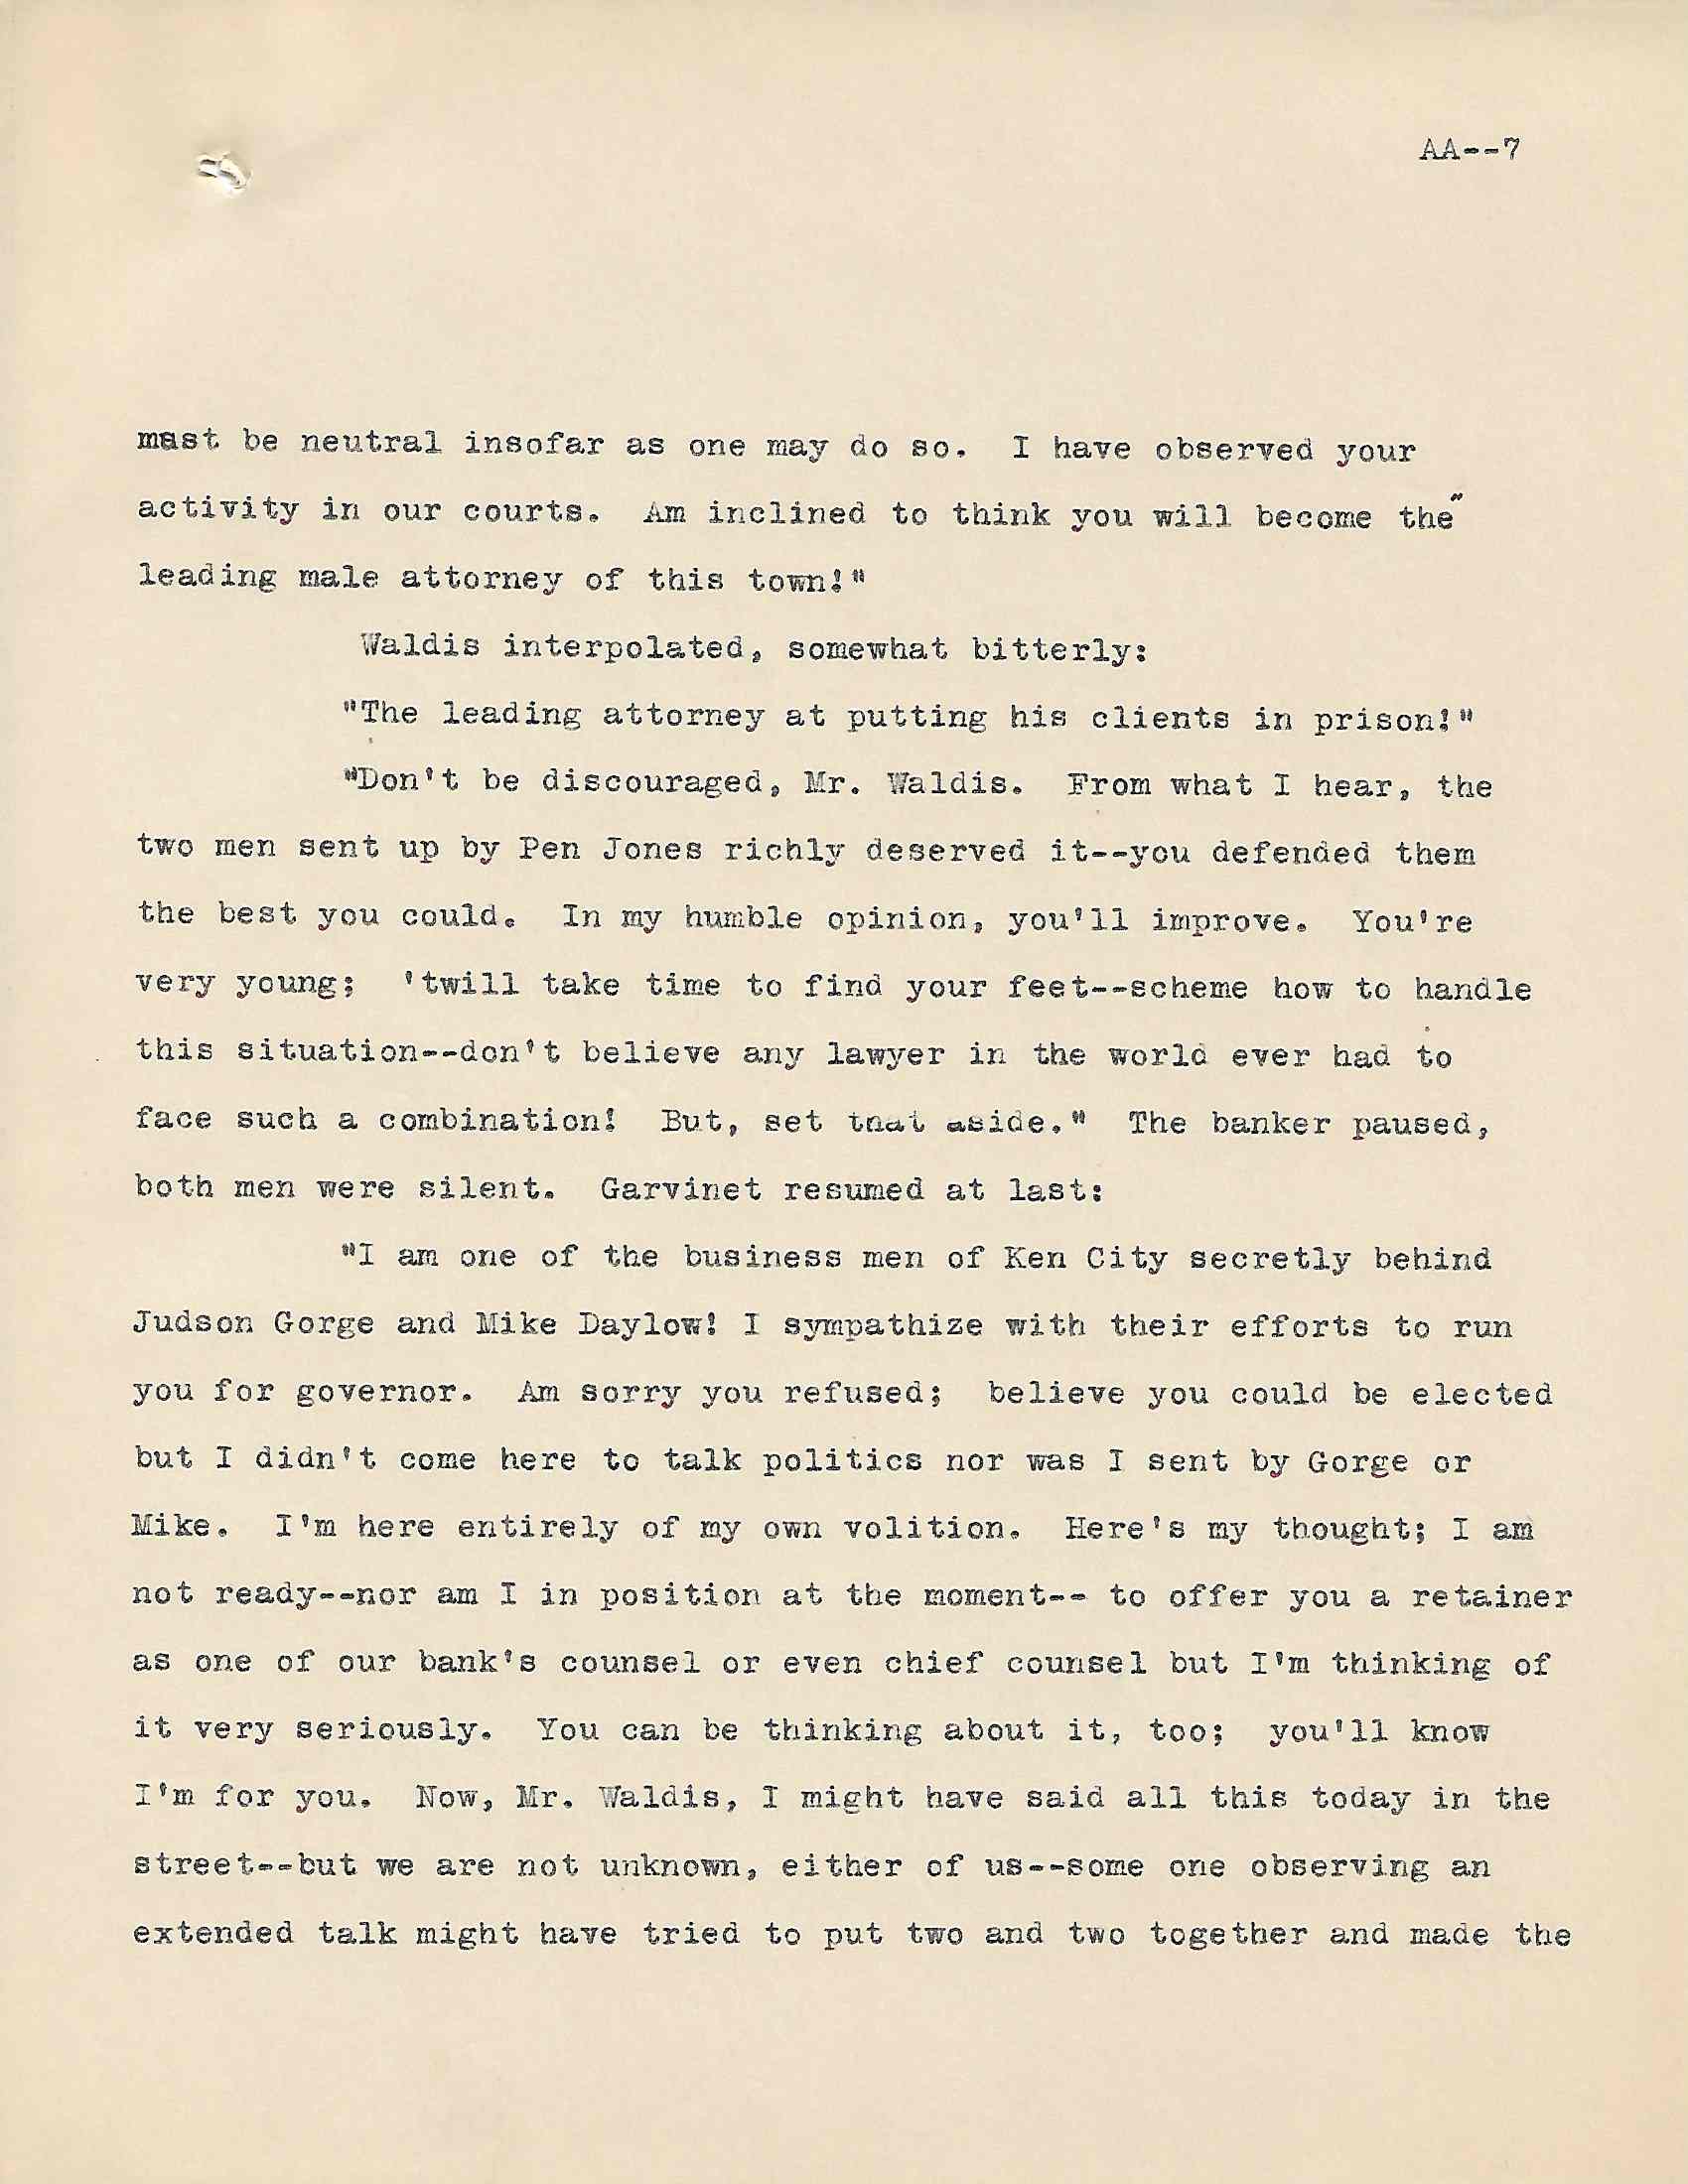 AA--7
must be neutral insofar as one may do so.  I have observed your
activity in our courts.  Am inclined to think you will become the"
leading male attorney of this town!"
Waldis interpolated, somewhat bitterly:
"The leading attorney at putting his clients in prison!"
"Don't be discouraged, Mr. Waldis.  From what I hear, the
two men sent up by Pen Jones richly deserved it--you defended them
the best you could.  In my humble opinion, you'll improve.  You're
very young;  'twill take time to find your feet--scheme how to handle
this situation--don't believe any lawyer in the world ever had to
face such a combination!  But, set that aside."  The banker paused,
both men were silent.  Garvinet resumed at last:
"I am one of the business men of Ken City secretly behind
Judson Gorge and Mike Daylow! I sympathize with their efforts to run
you for governor.  Am sorry you refused;  believe you could be elected
but I didn't come here to talk politics nor was I sent by Gorge or
Mike.  I'm here entirely of my own volition.  Here's my thought; I am
not ready--nor am I in position at the moment-- to offer you a retainer
as one of our bank's counsel or even chief counsel but I'm thinking of
it very seriously.  You can be thinking about it, too;  you'll know
I'm for you.  Now, Mr. Waldis, I might have said all this today in the
street--but we are not unknown, either of us--some one observing an
extended talk might have tried to put two and two together and made the